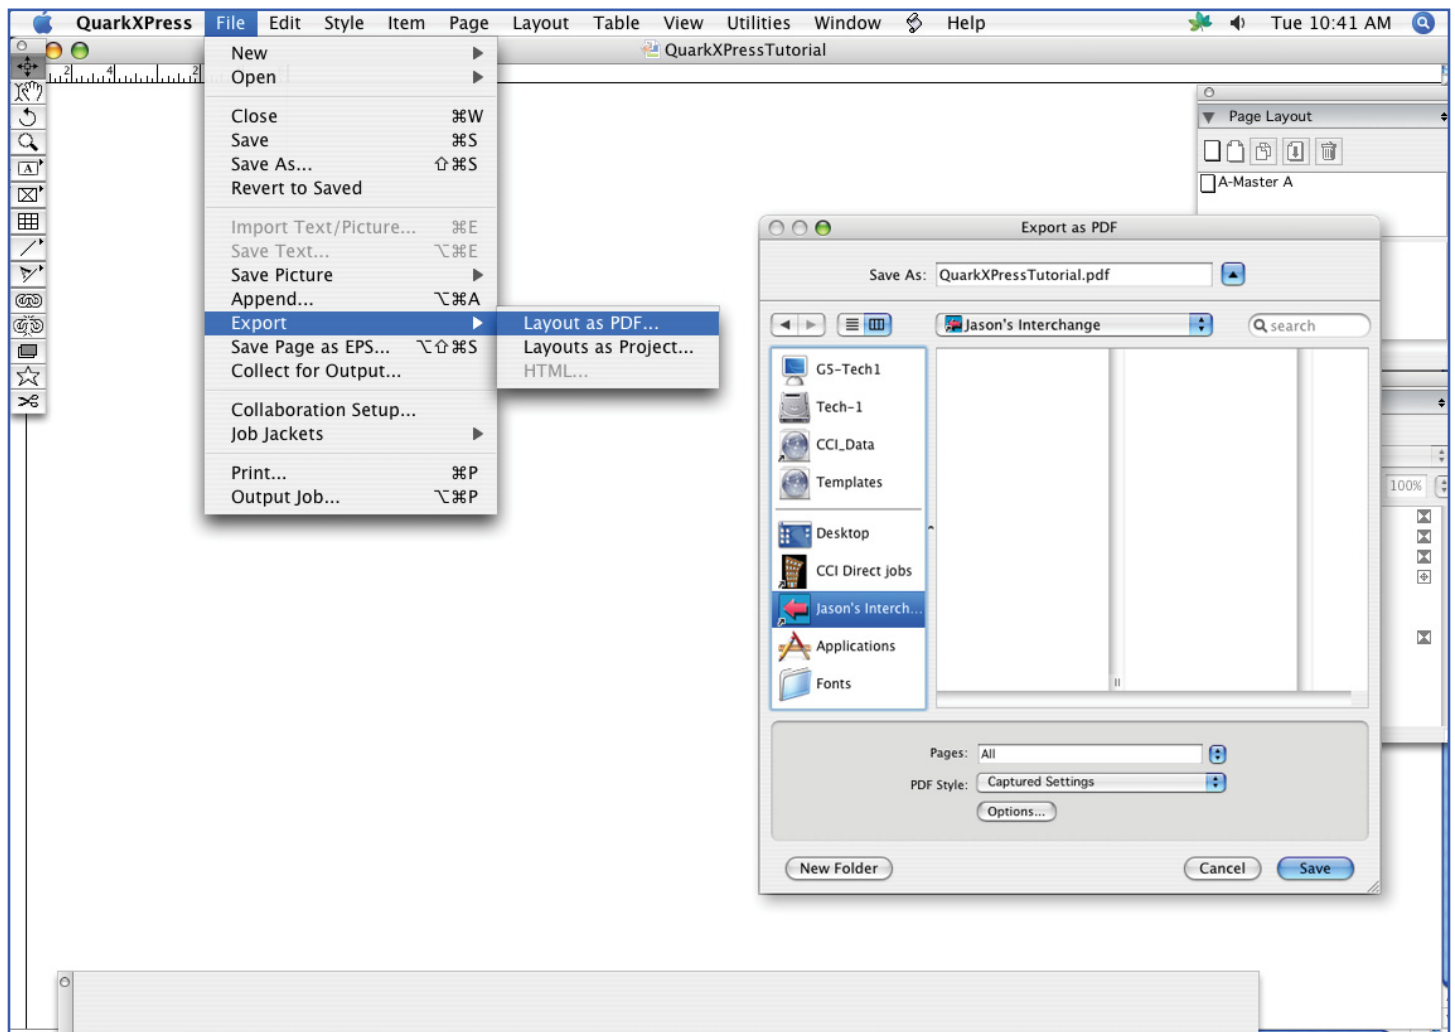 QuarkXPress File Edit Style Item Page Layout Table View Utilities Window Help Tue 10:41 AM
QuarkXPressTutorial
New
Open
Close ⌘W
Save ⌘S
Save As... ⇧⌘S
Revert to Saved
Import Text/Picture... ⌘E
Save Text... ⌥⌘E
Save Picture
Append... ⌥⌘A
Export
Save Page as EPS... ⌥⇧⌘S
Collect for Output...
Collaboration Setup...
Job Jackets
Print... ⌘P
Output Job... ⌥⌘P
Layout as PDF...
Layouts as Project...
HTML...
Page Layout
A-Master A
100%
Export as PDF
Save As: QuarkXPressTutorial.pdf
Jason's Interchange
search
G5-Tech1
Tech-1
CCI_Data
Templates
Desktop
CCI Direct jobs
Jason's Interch...
Applications
Fonts
Pages: All
PDF Style: Captured Settings
Options...
New Folder Cancel Save